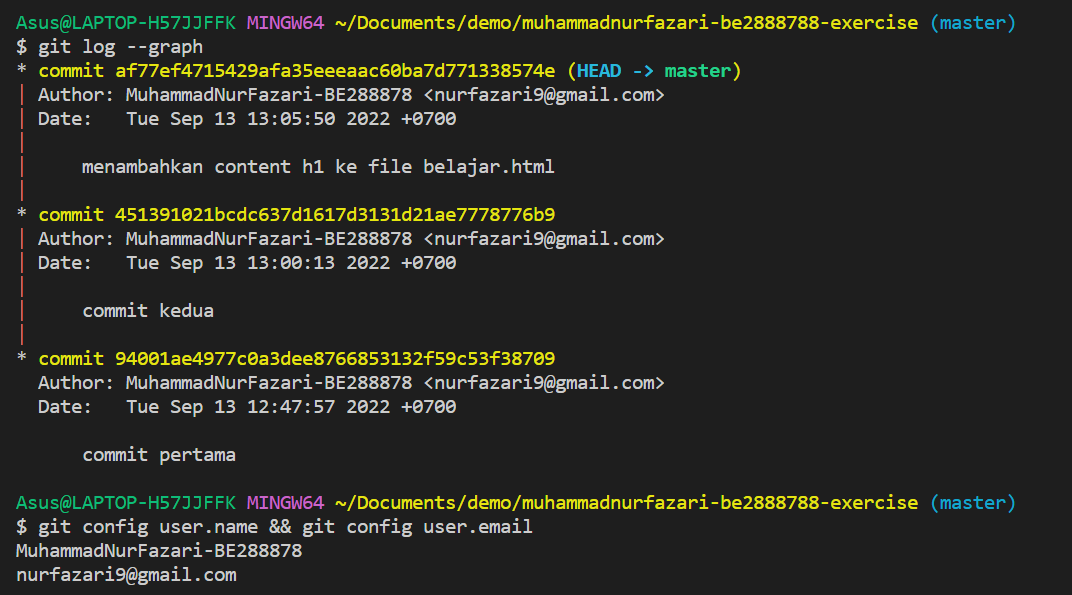 Asus@LAPTOP-H57JJFFK MINGW64 ~/Documents/demo/muhammadnurfazari-be2888788-exercise (master)
$ git log --graph
* commit af77ef4715429afa35eeeaac60ba7d771338574e (HEAD -> master)
| Author: MuhammadNurFazari-BE288878 <nurfazari9@gmail.com>
| Date:   Tue Sep 13 13:05:50 2022 +0700
|
|     menambahkan content h1 ke file belajar.html
|
* commit 451391021bcdc637d1617d3131d21ae7778776b9
| Author: MuhammadNurFazari-BE288878 <nurfazari9@gmail.com>
| Date:   Tue Sep 13 13:00:13 2022 +0700
|
|     commit kedua
|
* commit 94001ae4977c0a3dee8766853132f59c53f38709
  Author: MuhammadNurFazari-BE288878 <nurfazari9@gmail.com>
  Date:   Tue Sep 13 12:47:57 2022 +0700

      commit pertama

Asus@LAPTOP-H57JJFFK MINGW64 ~/Documents/demo/muhammadnurfazari-be2888788-exercise (master)
$ git config user.name && git config user.email
MuhammadNurFazari-BE288878
nurfazari9@gmail.com